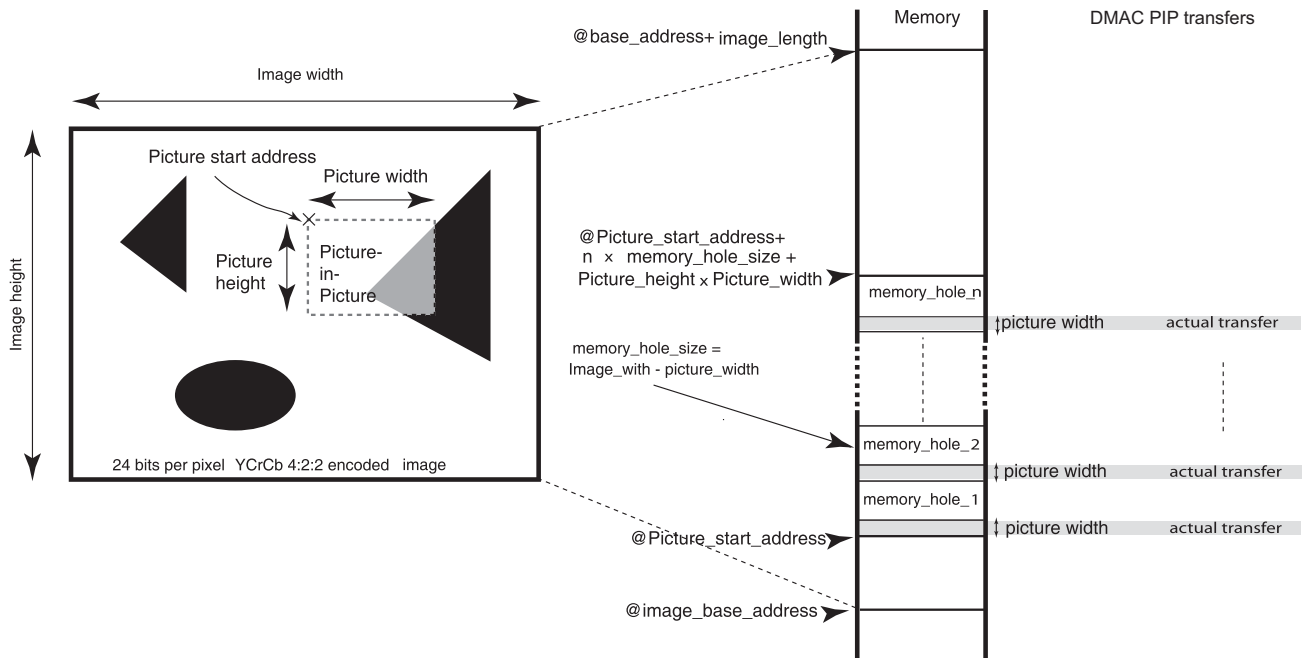 Memory
DMAC PIP transfers
@base_address+ image_length
Image width
Image height
Picture start address
Picture width
Picture
height
Picture-
in-
Picture
24 bits per pixel YCrCb 4:2:2 encoded image
@Picture_start_address+
n x memory_hole_size +
Picture_height x Picture_width
memory_hole_n
picture width
actual transfer
memory_hole_size =
Image_with - picture_width
memory_hole_2
picture width
actual transfer
memory_hole_1
picture width
actual transfer
@Picture_start_address
@image_base_address